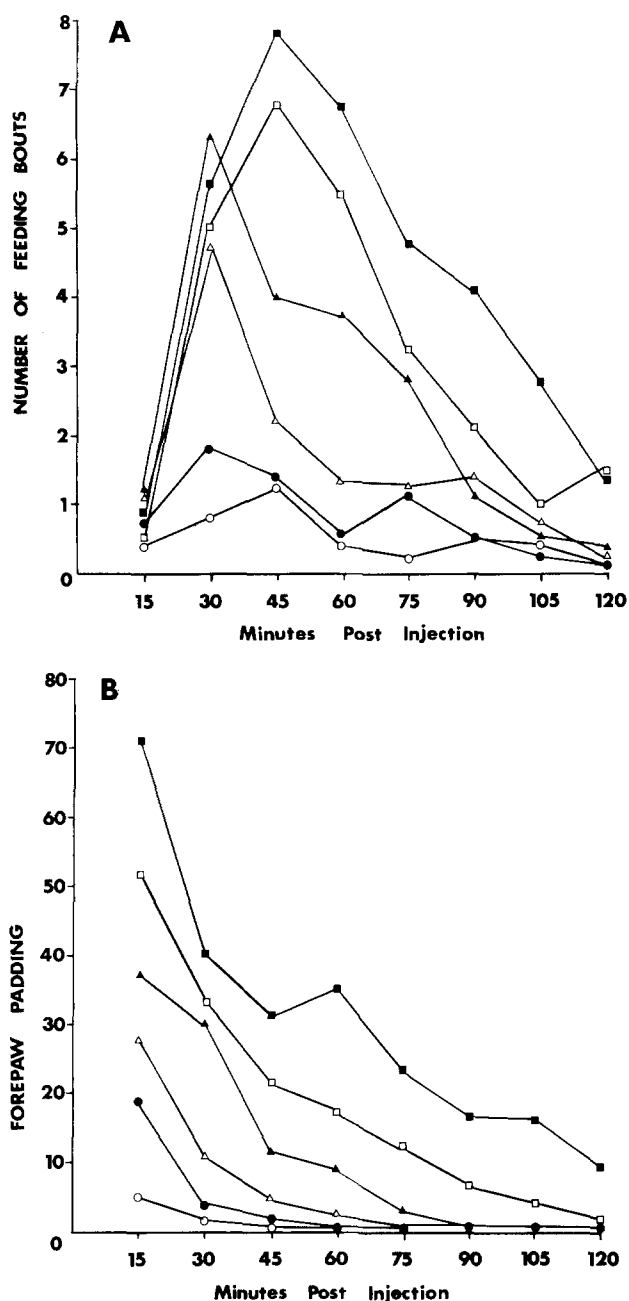 A
NUMBER OF FEEDING BOUTS
8
7
6
5
4
3
2
1
0
15 30 45 60 75 90 105 120
Minutes Post Injection
B
FOREPAW PADDING
80
70
60
50
40
30
20
10
0
15 30 45 60 75 90 105 120
Minutes Post Injection